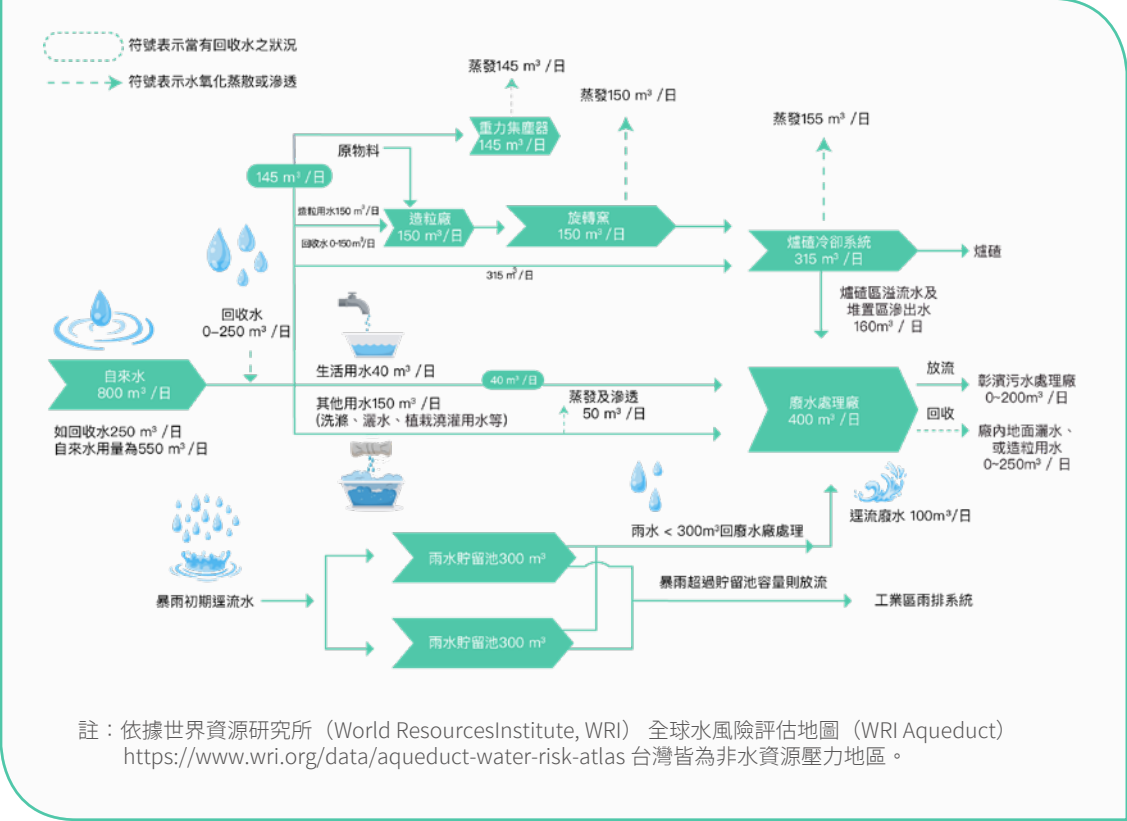 符號表示當有回收水之狀況
符號表示水氧化蒸散或滲透
蒸發145 m³ /日
蒸發150 m³ /日
蒸發155 m³ /日
重力集塵器
145 m³ /日
原物料
145 m³ /日
造粒用水150 m³/日
回收水 0-150m³/日
造粒廠
150 m³/日
旋轉窯
150 m³ /日
爐碴冷卻系統
315 m³ /日
爐碴
315 m³ /日
爐碴區溢流水及
堆置區滲出水
160m³ / 日
回收水
0–250 m³ /日
自來水
800 m³ /日
如回收水250 m³ /日
自來水用量為550 m³ /日
生活用水40 m³ /日
40 m³ /日
其他用水150 m³ /日
(洗滌、灑水、植栽澆灌用水等)
蒸發及滲透
50 m³ /日
廢水處理廠
400 m³ /日
放流
彰濱污水處理廠
0~200m³ /日
回收
廠內地面灑水、
或造粒用水
0~250m³ / 日
逕流廢水 100m³/日
雨水 < 300m³回廢水廠處理
雨水貯留池300 m³
暴雨初期逕流水
暴雨超過貯留池容量則放流
工業區雨排系統
雨水貯留池300 m³
註：依據世界資源研究所（World ResourcesInstitute, WRI） 全球水風險評估地圖（WRI Aqueduct）
https://www.wri.org/data/aqueduct-water-risk-atlas 台灣皆為非水資源壓力地區。